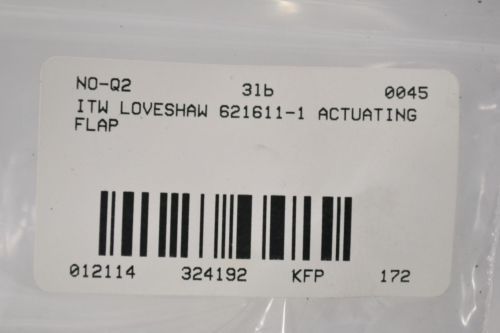 NO-Q2 31b 0045
ITW LOVESHAW 621611-1 ACTUATING
FLAP
012114 324192 KFP 172